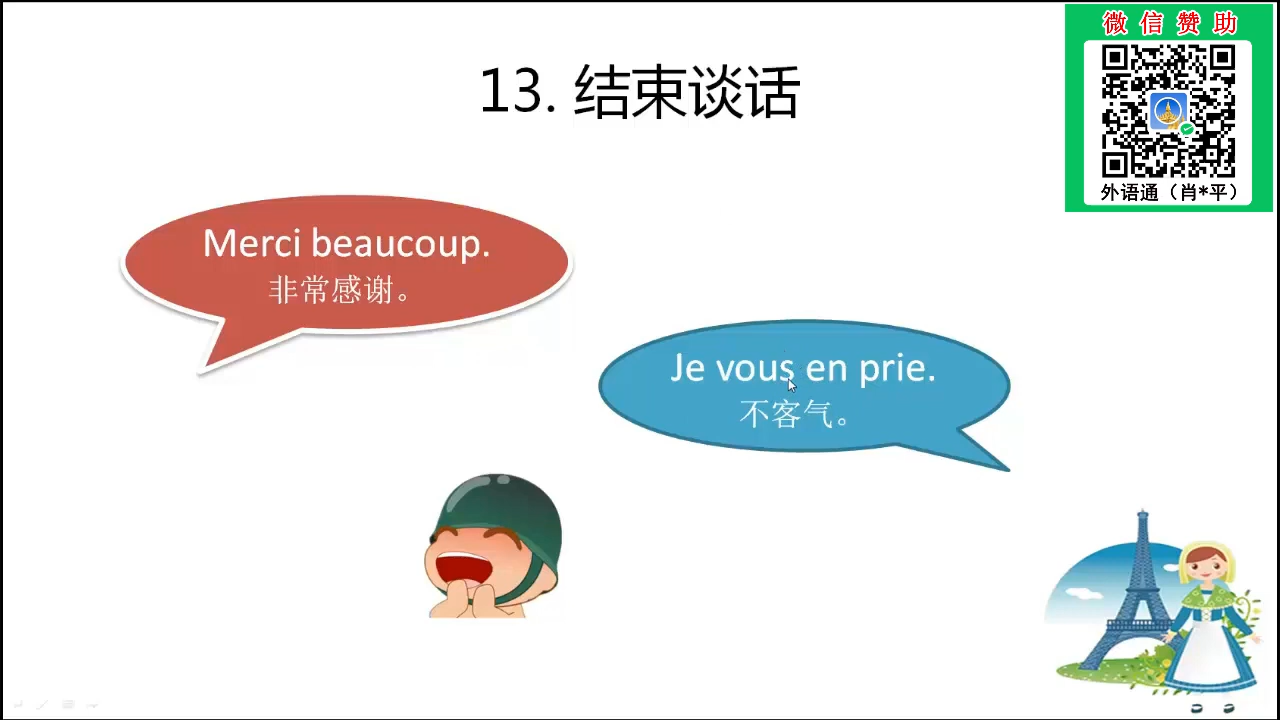 微信赞助
外语通（肖*平）
13. 结束谈话
Merci beaucoup.
非常感谢。
Je vous en prie.
不客气。